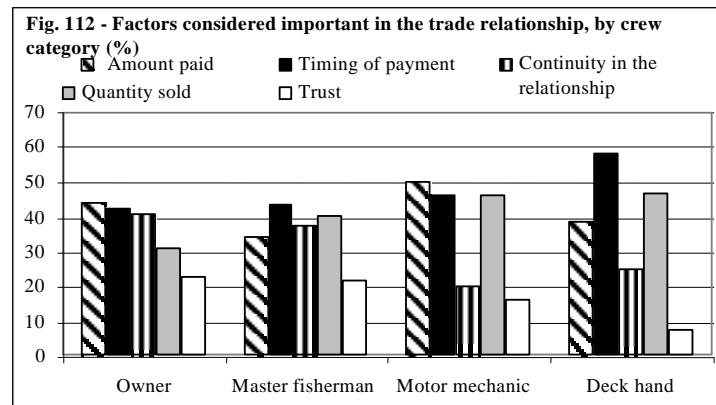 Fig. 112 - Factors considered important in the trade relationship, by crew
category (%)
Amount paid
Timing of payment
Continuity in the
relationship
Quantity sold
Trust
70
60
50
40
30
20
10
0
Owner
Master fisherman
Motor mechanic
Deck hand